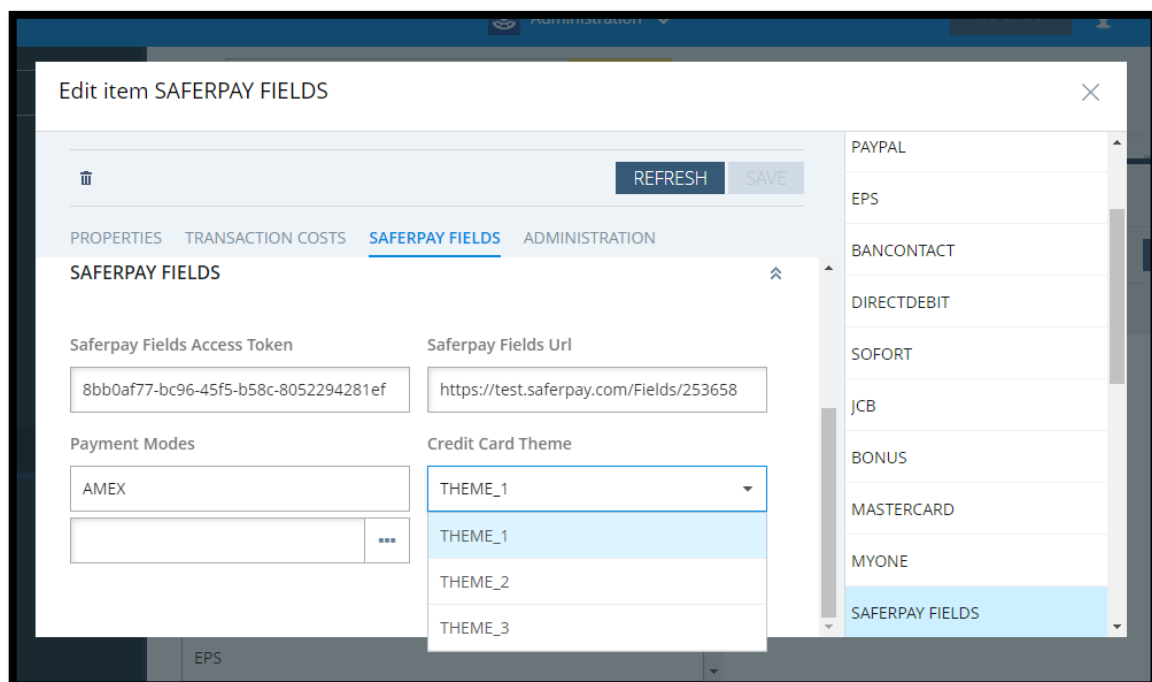 Administration
Edit item SAFERPAY FIELDS
REFRESH SAVE
PROPERTIES TRANSACTION COSTS SAFERPAY FIELDS ADMINISTRATION
SAFERPAY FIELDS
Saferpay Fields Access Token
8bb0af77-bc96-45f5-b58c-8052294281ef
Saferpay Fields Url
https://test.saferpay.com/Fields/253658
Payment Modes
AMEX
Credit Card Theme
THEME_1
THEME_1
THEME_2
THEME_3
PAYPAL
EPS
BANCONTACT
DIRECTDEBIT
SOFORT
JCB
BONUS
MASTERCARD
MYONE
SAFERPAY FIELDS
EPS